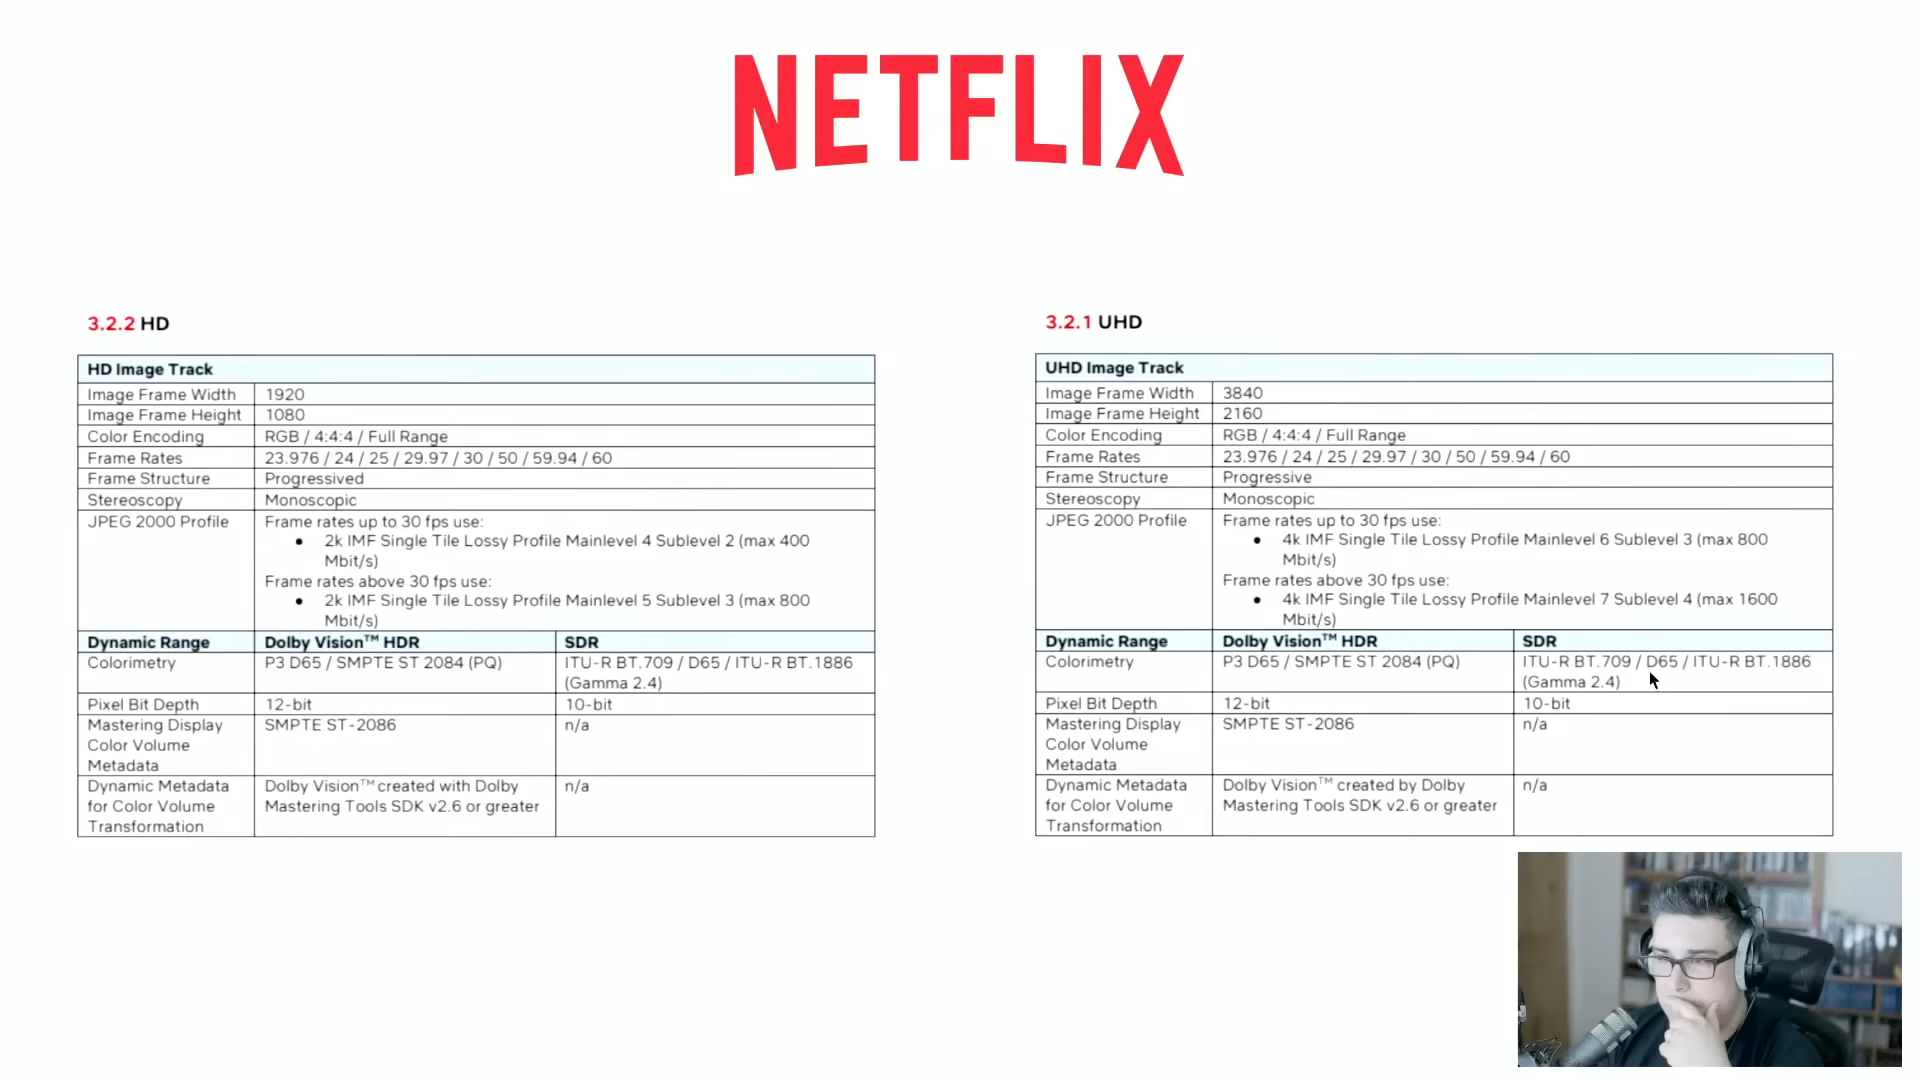 NETFLIX
3.2.2 HD
HD Image Track
Image Frame Width 1920
Image Frame Height 1080
Color Encoding RGB / 4:4:4 / Full Range
Frame Rates 23.976 / 24 / 25 / 29.97 / 30 / 50 / 59.94 / 60
Frame Structure Progressived
Stereoscopy Monoscopic
JPEG 2000 Profile Frame rates up to 30 fps use:
• 2k IMF Single Tile Lossy Profile Mainlevel 4 Sublevel 2 (max 400
Mbit/s)
Frame rates above 30 fps use:
• 2k IMF Single Tile Lossy Profile Mainlevel 5 Sublevel 3 (max 800
Mbit/s)
Dynamic Range Dolby Vision™ HDR SDR
Colorimetry P3 D65 / SMPTE ST 2084 (PQ) ITU-R BT.709 / D65 / ITU-R BT.1886
(Gamma 2.4)
Pixel Bit Depth 12-bit 10-bit
Mastering Display SMPTE ST-2086 n/a
Color Volume
Metadata
Dynamic Metadata Dolby Vision™ created with Dolby n/a
for Color Volume Mastering Tools SDK v2.6 or greater
Transformation
3.2.1 UHD
UHD Image Track
Image Frame Width 3840
Image Frame Height 2160
Color Encoding RGB / 4:4:4 / Full Range
Frame Rates 23.976 / 24 / 25 / 29.97 / 30 / 50 / 59.94 / 60
Frame Structure Progressive
Stereoscopy Monoscopic
JPEG 2000 Profile Frame rates up to 30 fps use:
• 4k IMF Single Tile Lossy Profile Mainlevel 6 Sublevel 3 (max 800
Mbit/s)
Frame rates above 30 fps use:
• 4k IMF Single Tile Lossy Profile Mainlevel 7 Sublevel 4 (max 1600
Mbit/s)
Dynamic Range Dolby Vision™ HDR SDR
Colorimetry P3 D65 / SMPTE ST 2084 (PQ) ITU-R BT.709 / D65 / ITU-R BT.1886
(Gamma 2.4)
Pixel Bit Depth 12-bit 10-bit
Mastering Display SMPTE ST-2086 n/a
Color Volume
Metadata
Dynamic Metadata Dolby Vision™ created by Dolby n/a
for Color Volume Mastering Tools SDK v2.6 or greater
Transformation